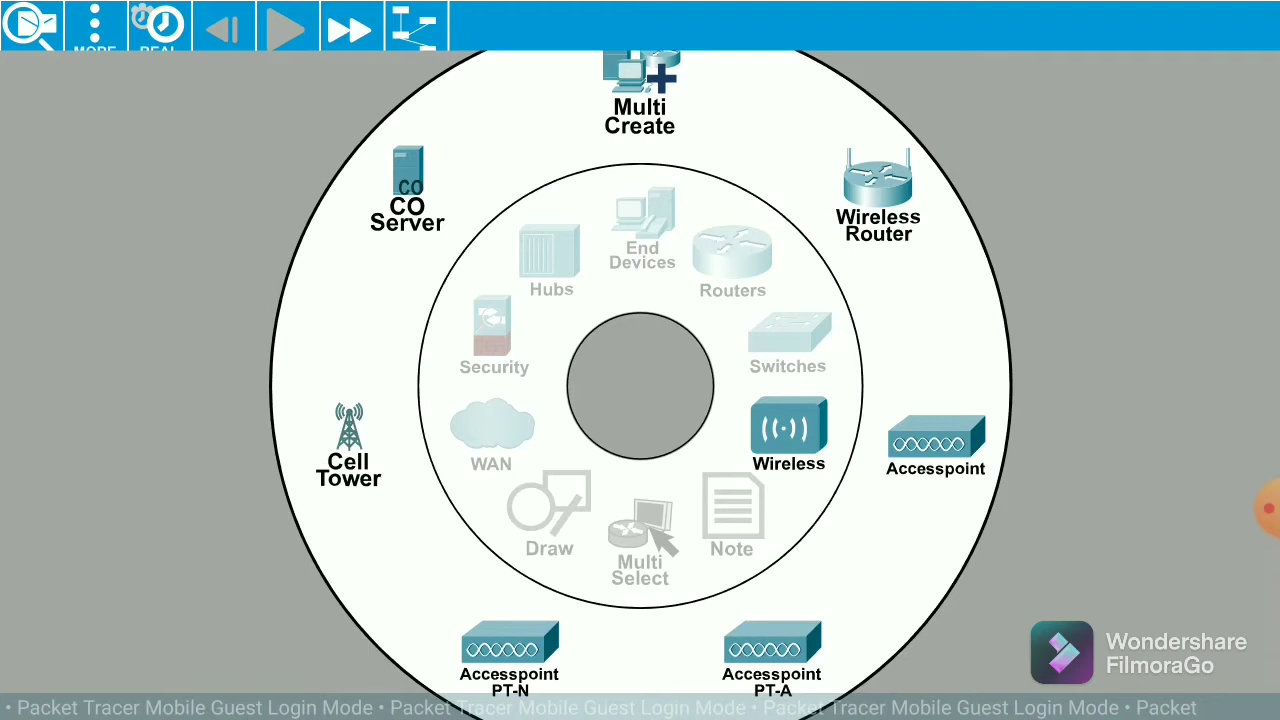 MORE
REAL
Multi
Create
CO
CO
Server
Wireless
Router
End
Devices
Hubs
Routers
Security
Switches
WAN
Wireless
Cell
Tower
Accesspoint
Draw
Multi
Select
Note
Accesspoint
PT-N
Accesspoint
PT-A
Wondershare
FilmoraGo
• Packet Tracer Mobile Guest Login Mode • Packet Tracer Mobile Guest Login Mode • Packet Tracer Mobile Guest Login Mode • Packet